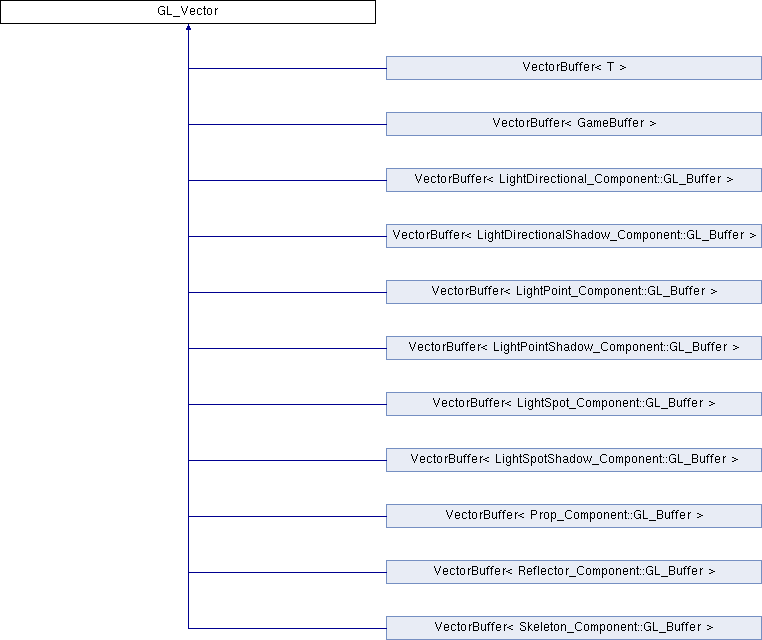 GL_Vector
VectorBuffer< T >
VectorBuffer< GameBuffer >
VectorBuffer< LightDirectional_Component::GL_Buffer >
VectorBuffer< LightDirectionalShadow_Component::GL_Buffer >
VectorBuffer< LightPoint_Component::GL_Buffer >
VectorBuffer< LightPointShadow_Component::GL_Buffer >
VectorBuffer< LightSpot_Component::GL_Buffer >
VectorBuffer< LightSpotShadow_Component::GL_Buffer >
VectorBuffer< Prop_Component::GL_Buffer >
VectorBuffer< Reflector_Component::GL_Buffer >
VectorBuffer< Skeleton_Component::GL_Buffer >